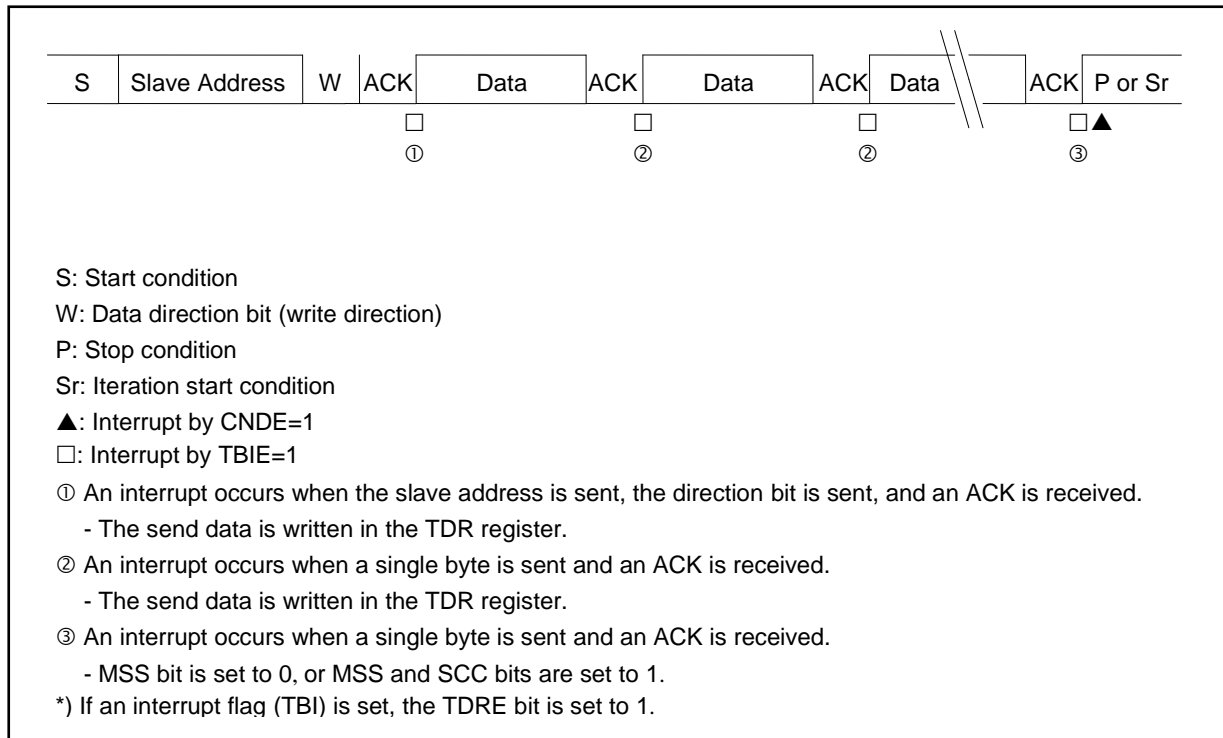 S Slave Address W ACK Data ACK Data ACK Data ACK P or Sr
□ □ □ □▲
① ② ② ③
S: Start condition
W: Data direction bit (write direction)
P: Stop condition
Sr: Iteration start condition
▲: Interrupt by CNDE=1
□: Interrupt by TBIE=1
① An interrupt occurs when the slave address is sent, the direction bit is sent, and an ACK is received.
- The send data is written in the TDR register.
② An interrupt occurs when a single byte is sent and an ACK is received.
- The send data is written in the TDR register.
③ An interrupt occurs when a single byte is sent and an ACK is received.
- MSS bit is set to 0, or MSS and SCC bits are set to 1.
*) If an interrupt flag (TBI) is set, the TDRE bit is set to 1.